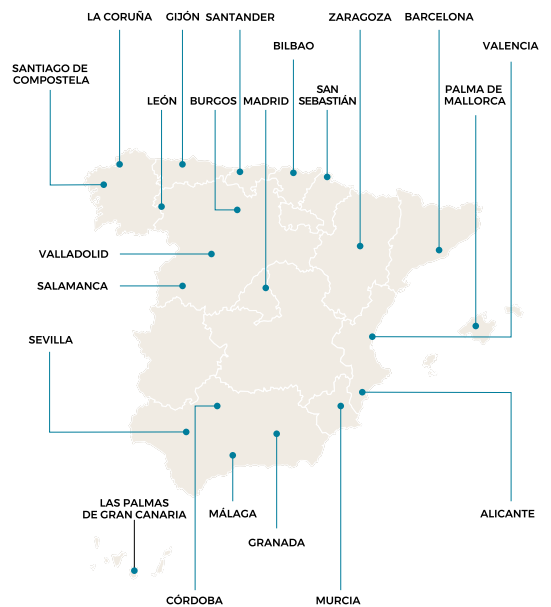 LA CORUÑA
GIJÓN
SANTANDER
ZARAGOZA
BARCELONA
BILBAO
VALENCIA
SANTIAGO DE
COMPOSTELA
LEÓN
BURGOS
MADRID
SAN
SEBASTIÁN
PALMA DE
MALLORCA
VALLADOLID
SALAMANCA
SEVILLA
LAS PALMAS
DE GRAN CANARIA
MÁLAGA
ALICANTE
GRANADA
CÓRDOBA
MURCIA